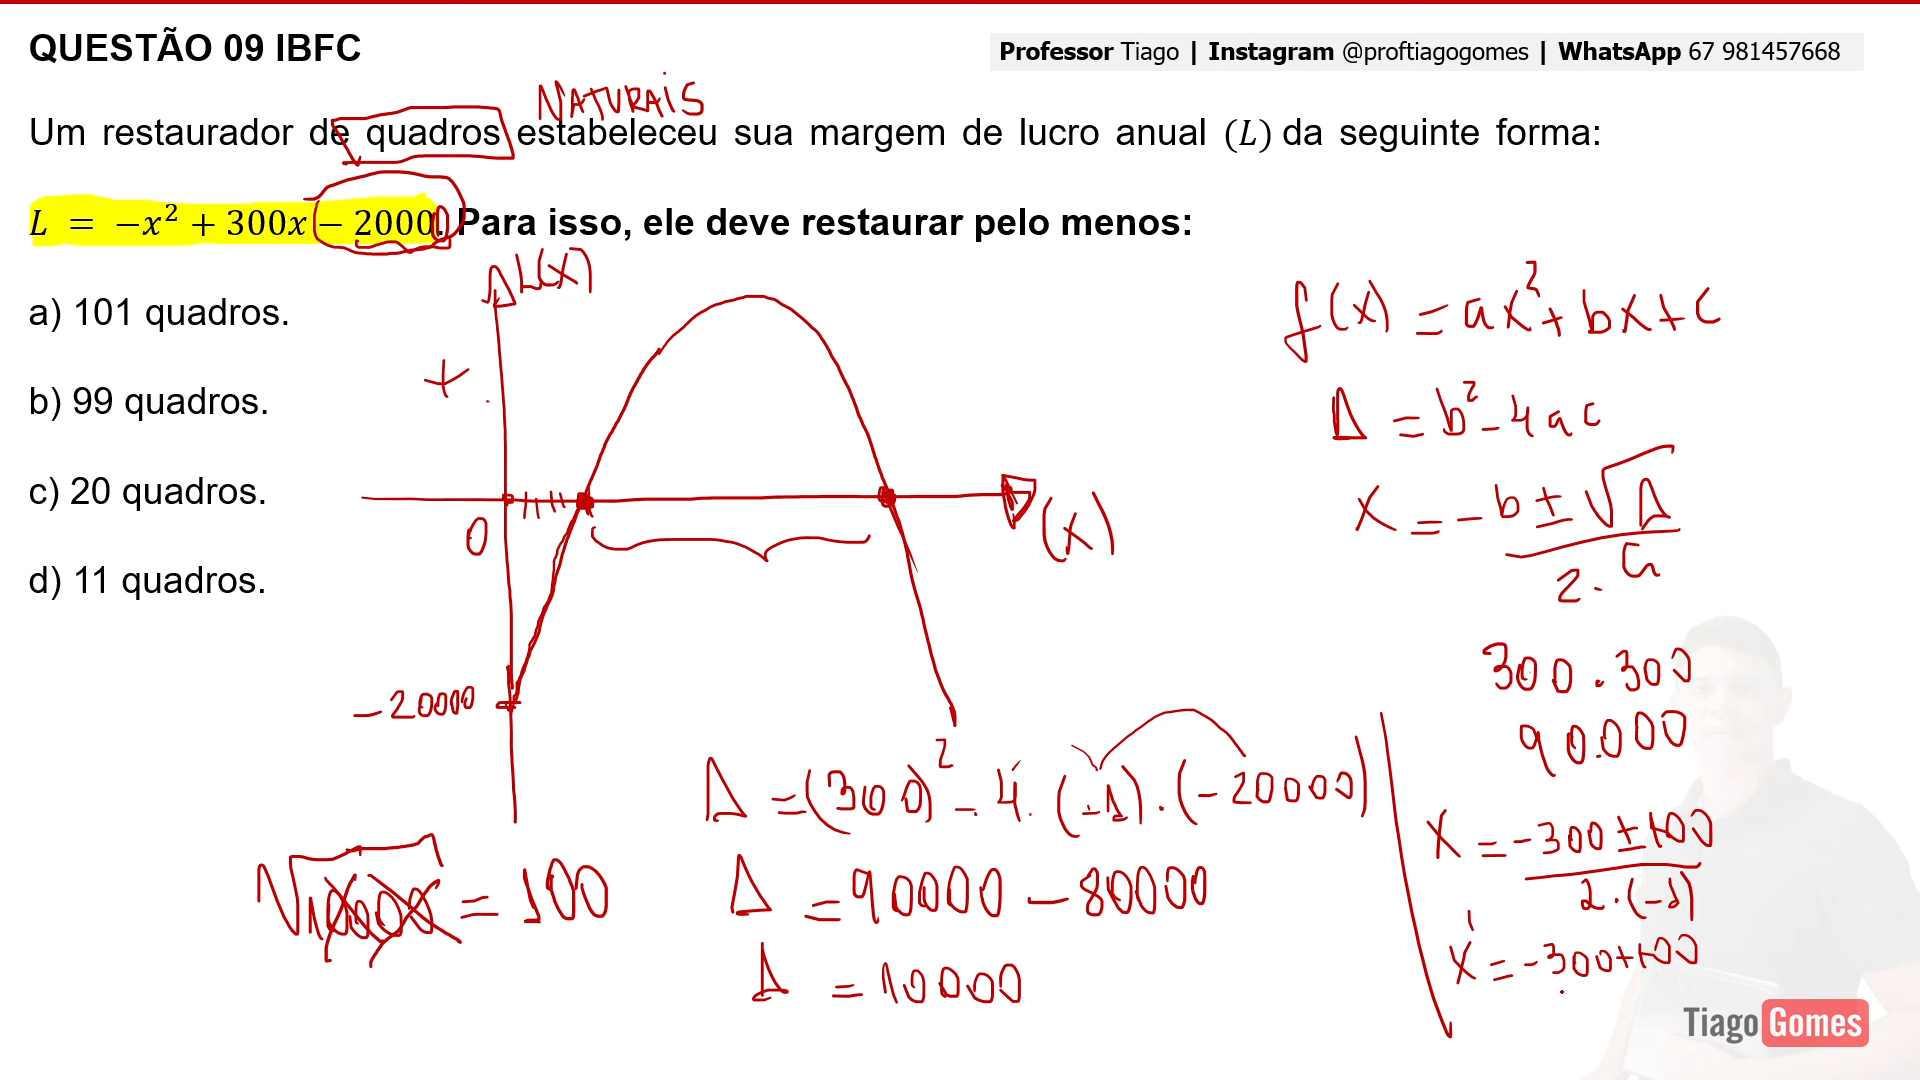 QUESTÃO 09 IBFC
Professor Tiago | Instagram @proftiagogomes | WhatsApp 67 981457668
NATURAIS
Um restaurador de quadros estabeleceu sua margem de lucro anual (L) da seguinte forma:
L = −x² + 300x − 20000. Para isso, ele deve restaurar pelo menos:
a) 101 quadros.
b) 99 quadros.
c) 20 quadros.
d) 11 quadros.
L(x)
+
0
(x)
-20000
f(x) = ax² + bx + c
Δ = b² - 4ac
x = -b ± √Δ
2.a
300.300
90.000
Δ = (300)² - 4.(-1).(-20000)
Δ = 90000 - 80000
Δ = 10000
√10000 = 100
x = -300 ± 100
2.(-1)
x' = -300+100
Tiago Gomes